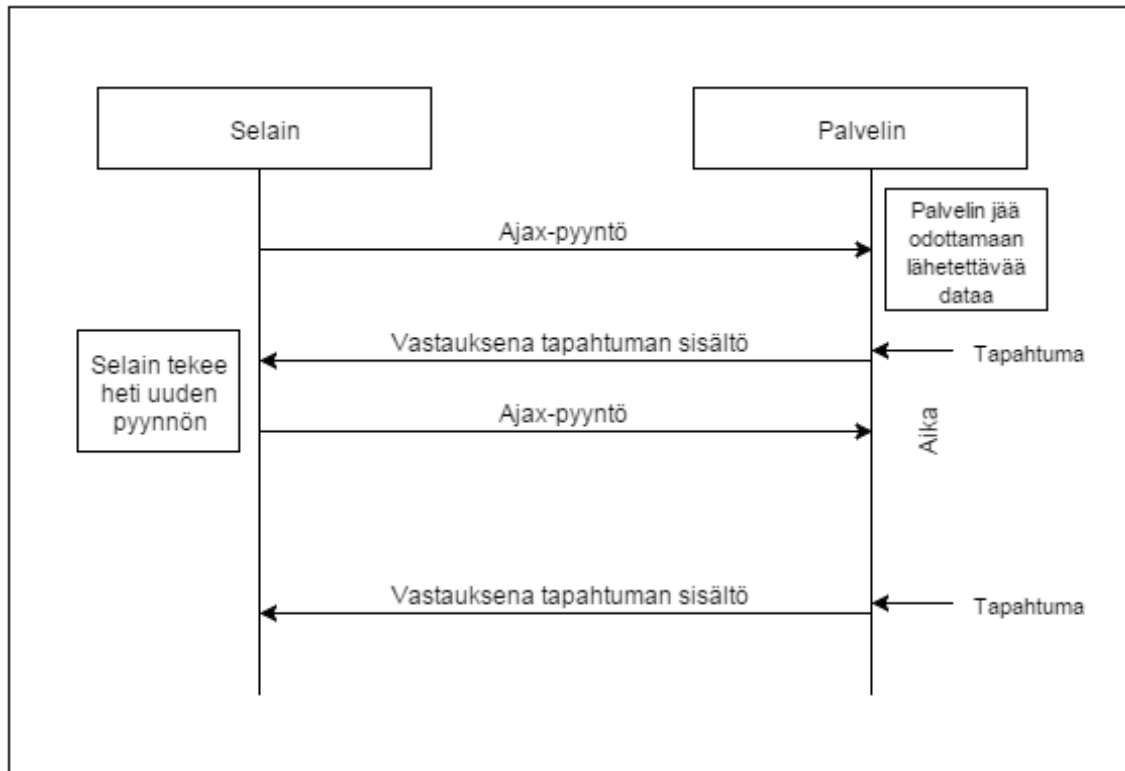 Selain
Palvelin
Ajax-pyyntö
Palvelin jää
odottamaan
lähetettävää
dataa
Vastauksena tapahtuman sisältö
Tapahtuma
Selain tekee
heti uuden
pyynnön
Ajax-pyyntö
Aika
Vastauksena tapahtuman sisältö
Tapahtuma